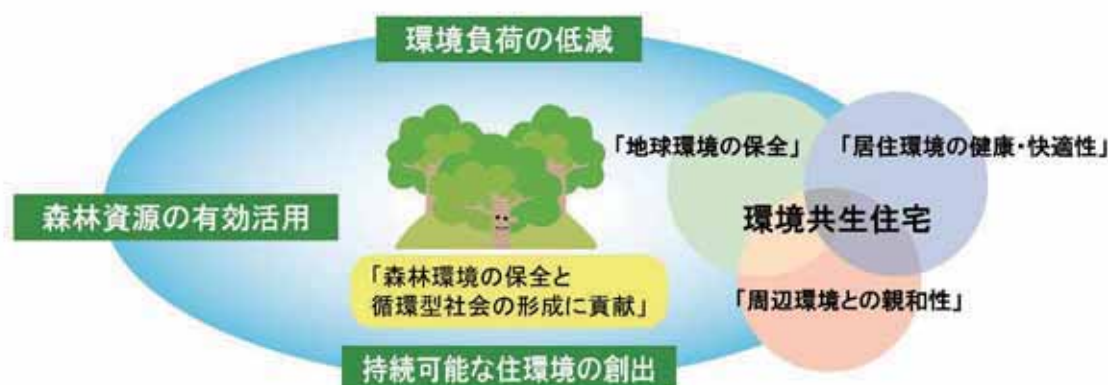 環境負荷の低減
「地球環境の保全」
「居住環境の健康・快適性」
森林資源の有効活用
環境共生住宅
「森林環境の保全と
循環型社会の形成に貢献」
「周辺環境との親和性」
持続可能な住環境の創出